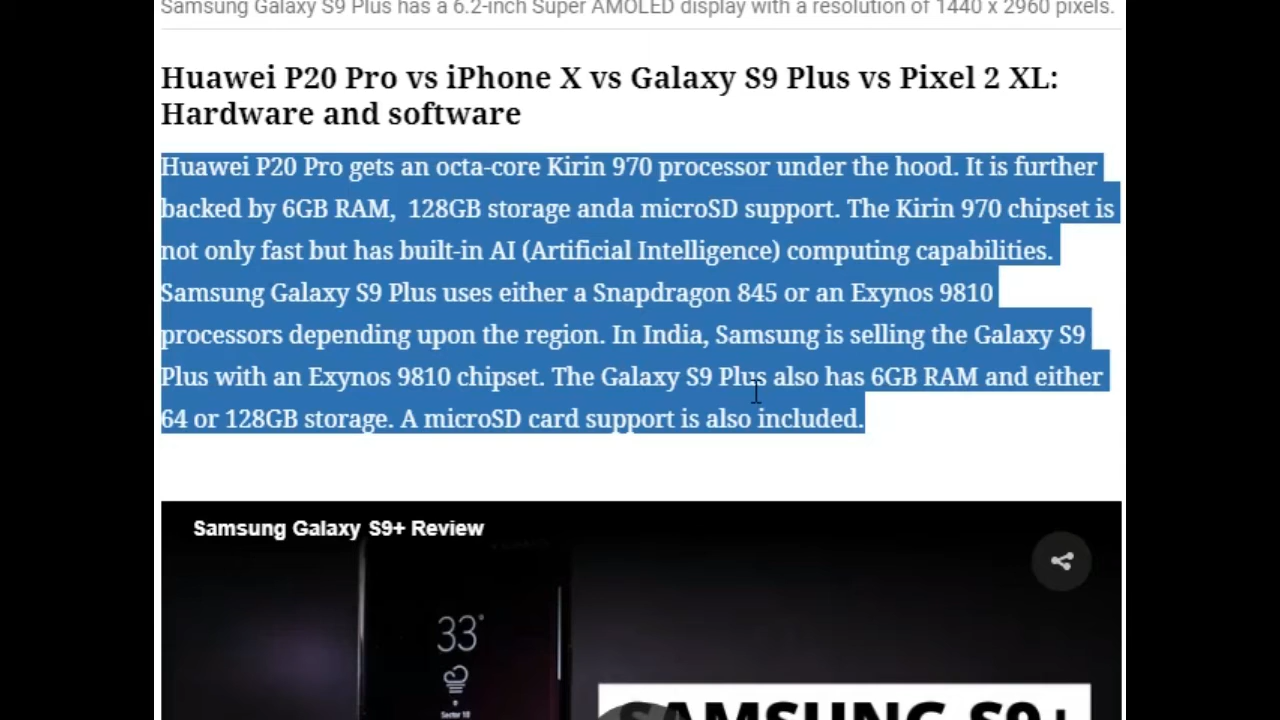 Samsung Galaxy S9 Plus has a 6.2-inch Super AMOLED display with a resolution of 1440 x 2960 pixels.
Huawei P20 Pro vs iPhone X vs Galaxy S9 Plus vs Pixel 2 XL:
Hardware and software
Huawei P20 Pro gets an octa-core Kirin 970 processor under the hood. It is further
backed by 6GB RAM,  128GB storage anda microSD support. The Kirin 970 chipset is
not only fast but has built-in AI (Artificial Intelligence) computing capabilities.
Samsung Galaxy S9 Plus uses either a Snapdragon 845 or an Exynos 9810
processors depending upon the region. In India, Samsung is selling the Galaxy S9
Plus with an Exynos 9810 chipset. The Galaxy S9 Plus also has 6GB RAM and either
64 or 128GB storage. A microSD card support is also included.
Samsung Galaxy S9+ Review
33°
Sector 10
SAMSUNG S9+